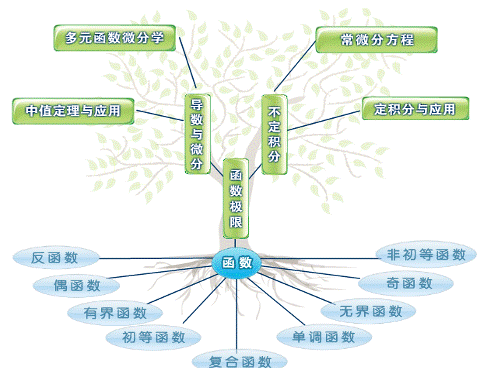 多元函数微分学
常微分方程
中值定理与应用
导数与微分
不定积分
定积分与应用
函数极限
函数
反函数
非初等函数
偶函数
奇函数
有界函数
无界函数
初等函数
单调函数
复合函数